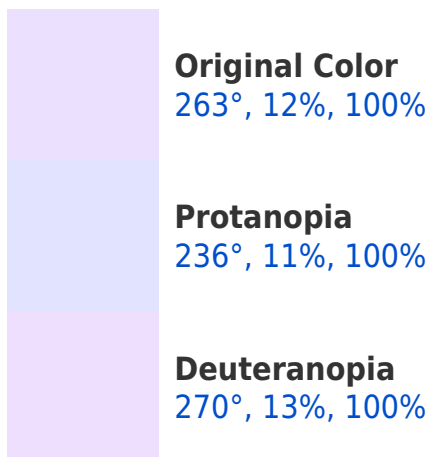 Original Color
263°, 12%, 100%
Protanopia
236°, 11%, 100%
Deuteranopia
270°, 13%, 100%